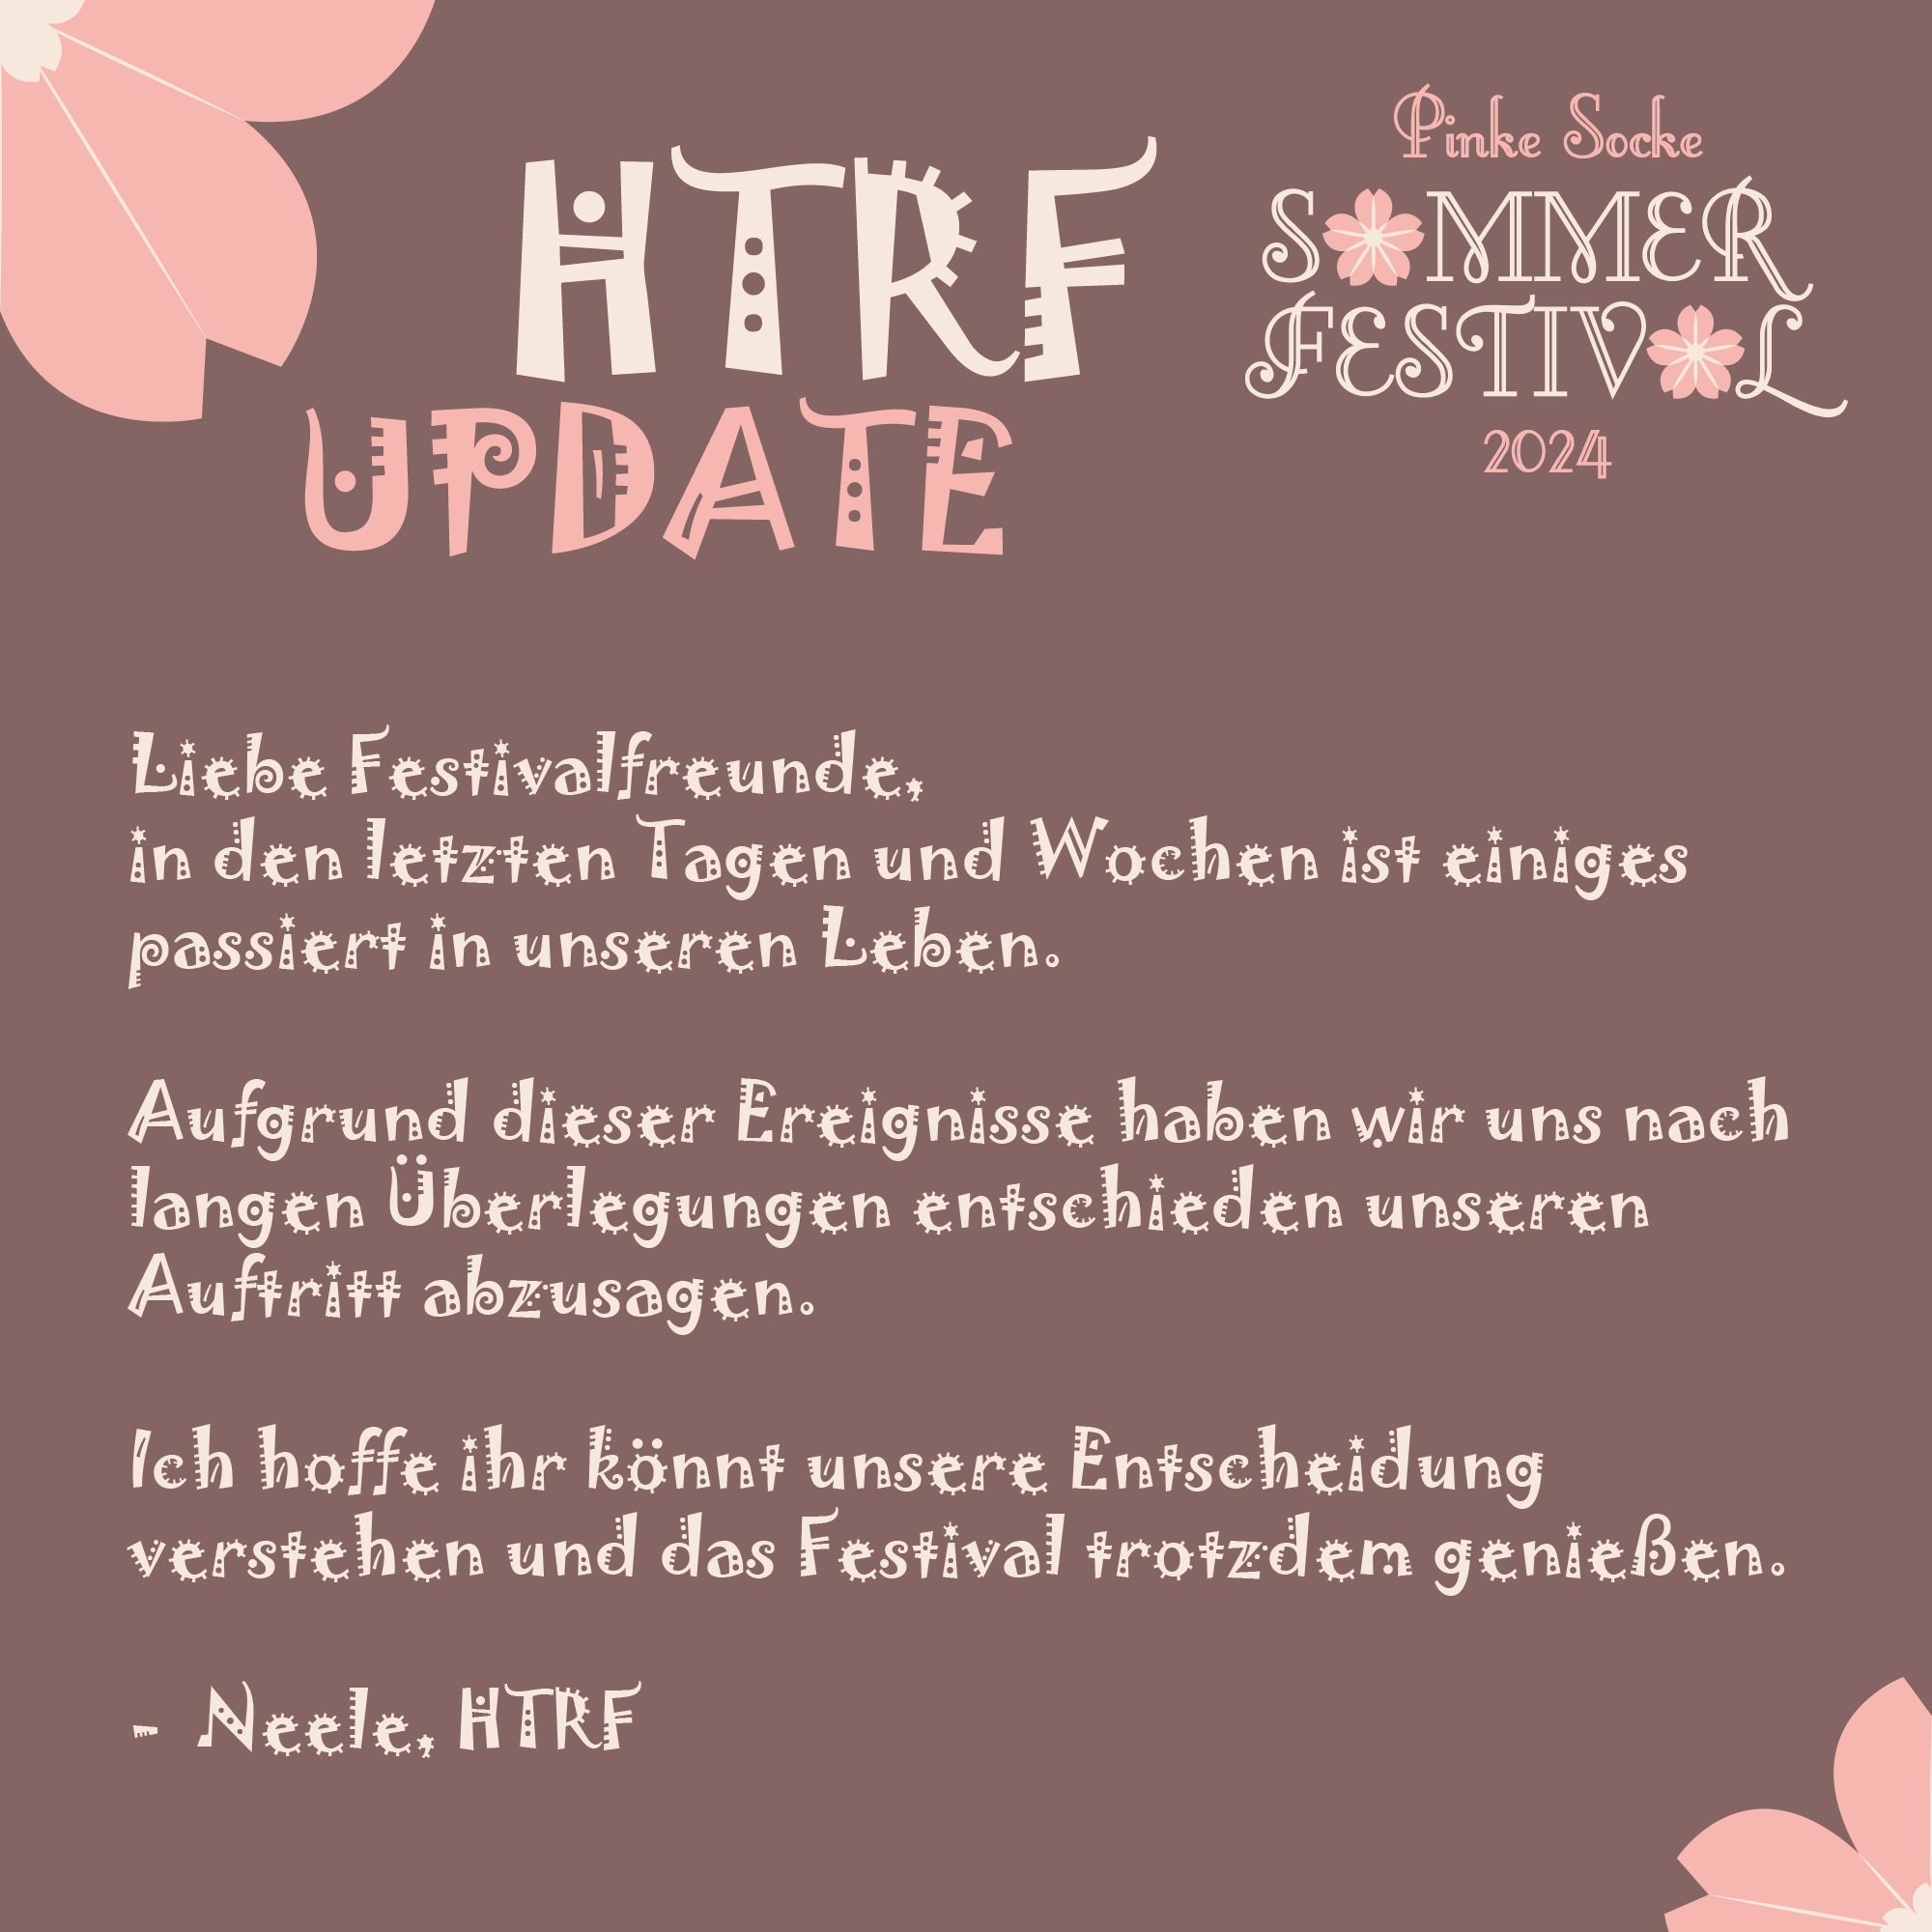 HTRF
UPDATE
Pinke Socke
SOMMER
FESTIVAL
2024
Liebe Festivalfreunde,
in den letzten Tagen und Wochen ist einiges
passiert in unseren Leben.
Aufgrund dieser Ereignisse haben wir uns nach
langen Überlegungen entschieden unseren
Auftritt abzusagen.
Ich hoffe ihr könnt unsere Entscheidung
verstehen und das Festival trotzdem genießen.
- Neele, HTRF